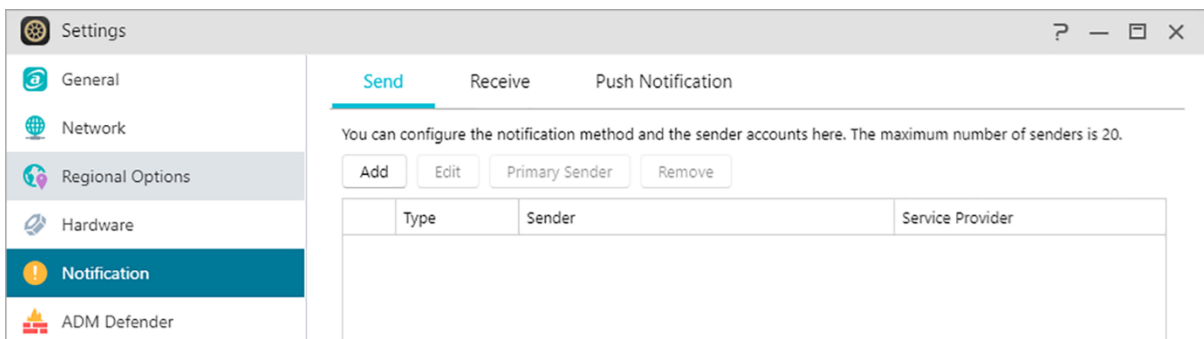 Settings
General
Network
Regional Options
Hardware
Notification
ADM Defender
Send Receive Push Notification
You can configure the notification method and the sender accounts here. The maximum number of senders is 20.
Add Edit Primary Sender Remove
Type Sender Service Provider